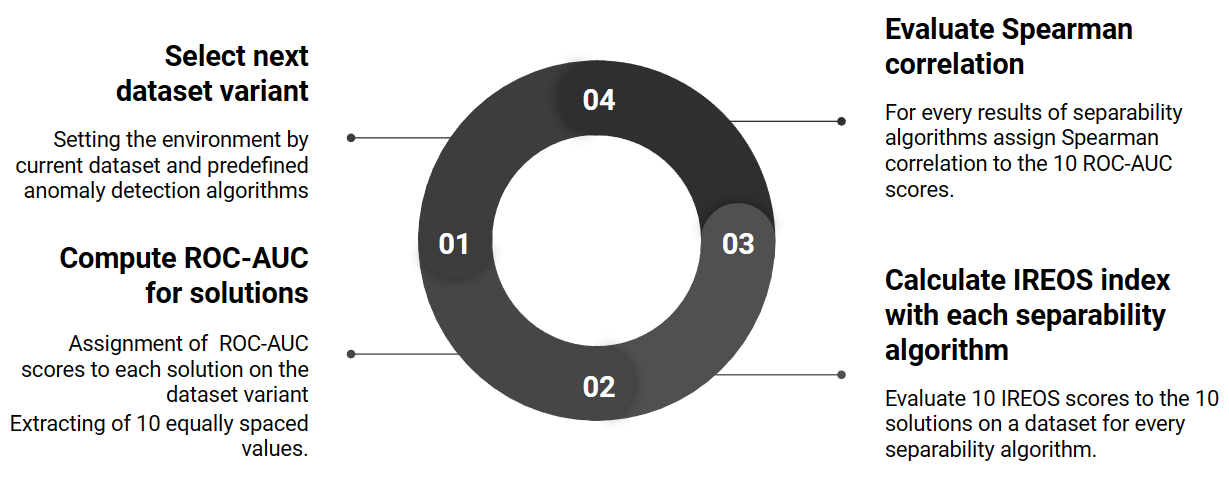 Select next
dataset variant
Setting the environment by
current dataset and predefined
anomaly detection algorithms
Compute ROC-AUC
for solutions
Assignment of  ROC-AUC
scores to each solution on the
dataset variant
Extracting of 10 equally spaced
values.
04
01
03
02
Evaluate Spearman
correlation
For every results of separability
algorithms assign Spearman
correlation to the 10 ROC-AUC
scores.
Calculate IREOS index
with each separability
algorithm
Evaluate 10 IREOS scores to the 10
solutions on a dataset for every
separability algorithm.